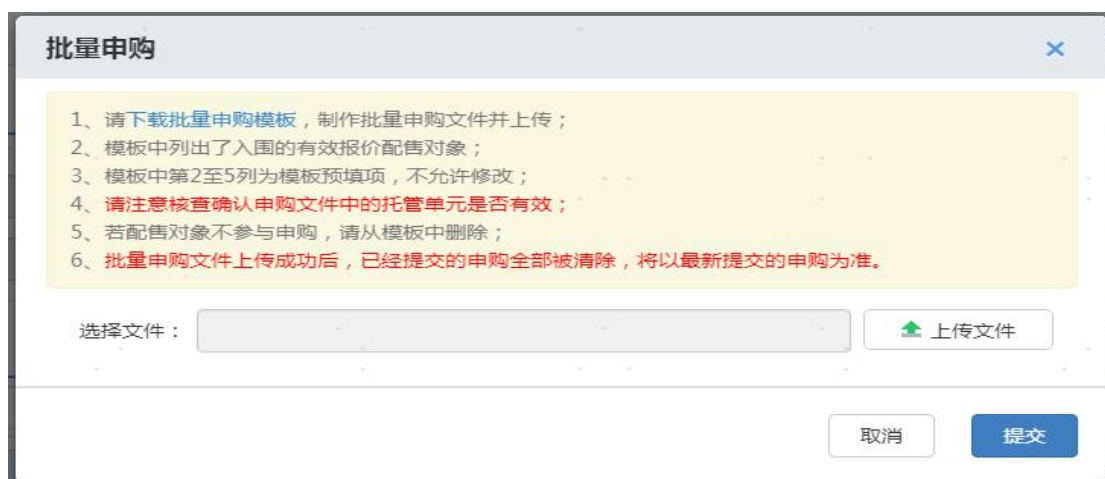 批量申购
×
1、请下载批量申购模板，制作批量申购文件并上传；
2、模板中列出了入围的有效报价配售对象；
3、模板中第2至5列为模板预填项，不允许修改；
4、请注意核查确认申购文件中的托管单元是否有效；
5、若配售对象不参与申购，请从模板中删除；
6、批量申购文件上传成功后，已经提交的申购全部被清除，将以最新提交的申购为准。
选择文件： 上传文件
取消 提交